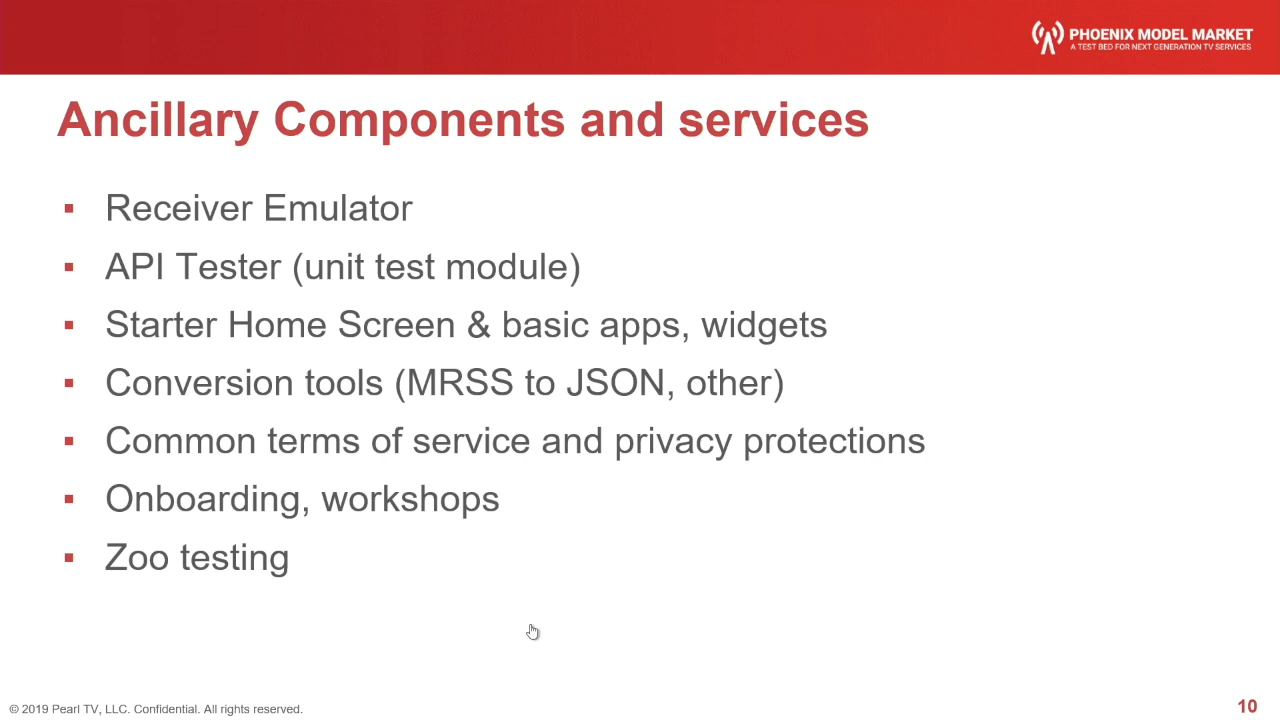 PHOENIX MODEL MARKET
A TEST BED FOR NEXT GENERATION TV SERVICES
Ancillary Components and services
▪ Receiver Emulator
▪ API Tester (unit test module)
▪ Starter Home Screen & basic apps, widgets
▪ Conversion tools (MRSS to JSON, other)
▪ Common terms of service and privacy protections
▪ Onboarding, workshops
▪ Zoo testing
© 2019 Pearl TV, LLC. Confidential. All rights reserved.
10